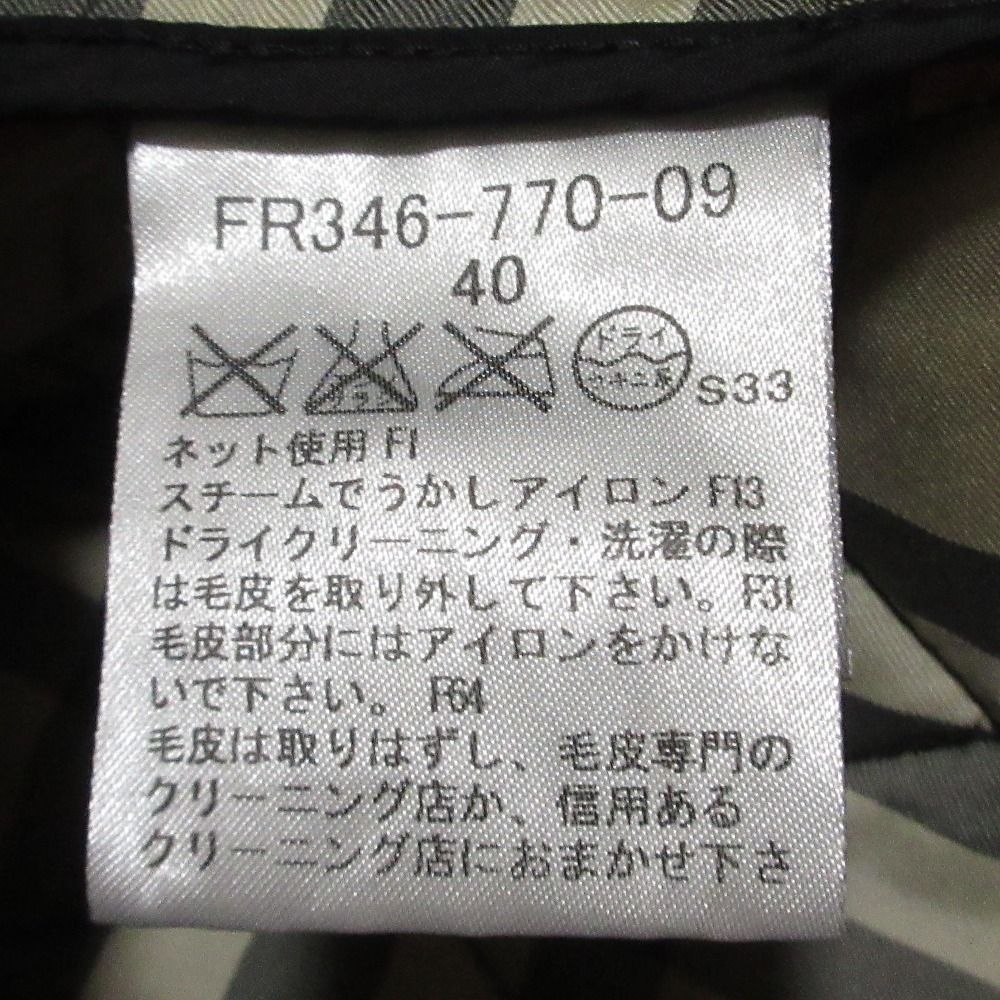 FR346-770-09
40
エンソ
サラシ
ドライ
セキユ系
S33
ネット使用 F1
スチームでうかしアイロン F13
ドライクリーニング・洗濯の際
は毛皮を取り外して下さい。F31
毛皮部分にはアイロンをかけな
いで下さい。 F64
毛皮は取りはずし、毛皮専門の
クリーニング店か、信用ある
クリーニング店におまかせ下さ